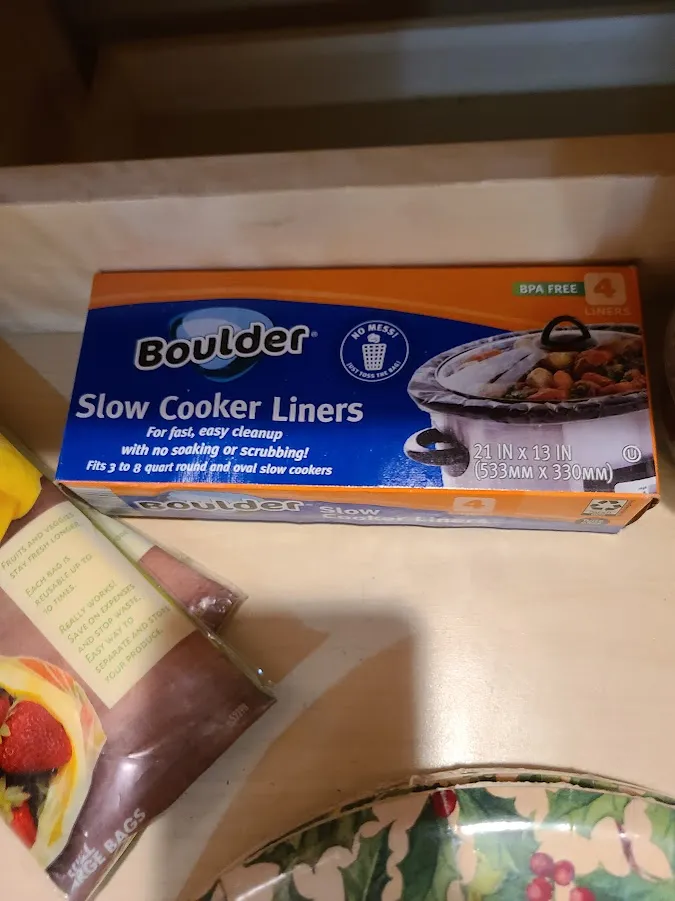 BPA FREE
4
LINERS
Boulder®
NO MESS!
JUST TOSS THE BAG!
Slow Cooker Liners
For fast, easy cleanup
with no soaking or scrubbing!
Fits 3 to 8 quart round and oval slow cookers
21 IN x 13 IN
(533MM x 330MM)
U
Boulder
Slow
Cooker Liners
4
FRUITS AND VEGGIES
STAY FRESH LONGER
EACH BAG IS
REUSABLE UP TO
10 TIMES.
REALLY WORKS!
SAVE ON EXPENSES
AND STOP WASTE.
EASY WAY TO
SEPARATE AND STORE
YOUR PRODUCE.
BAGS